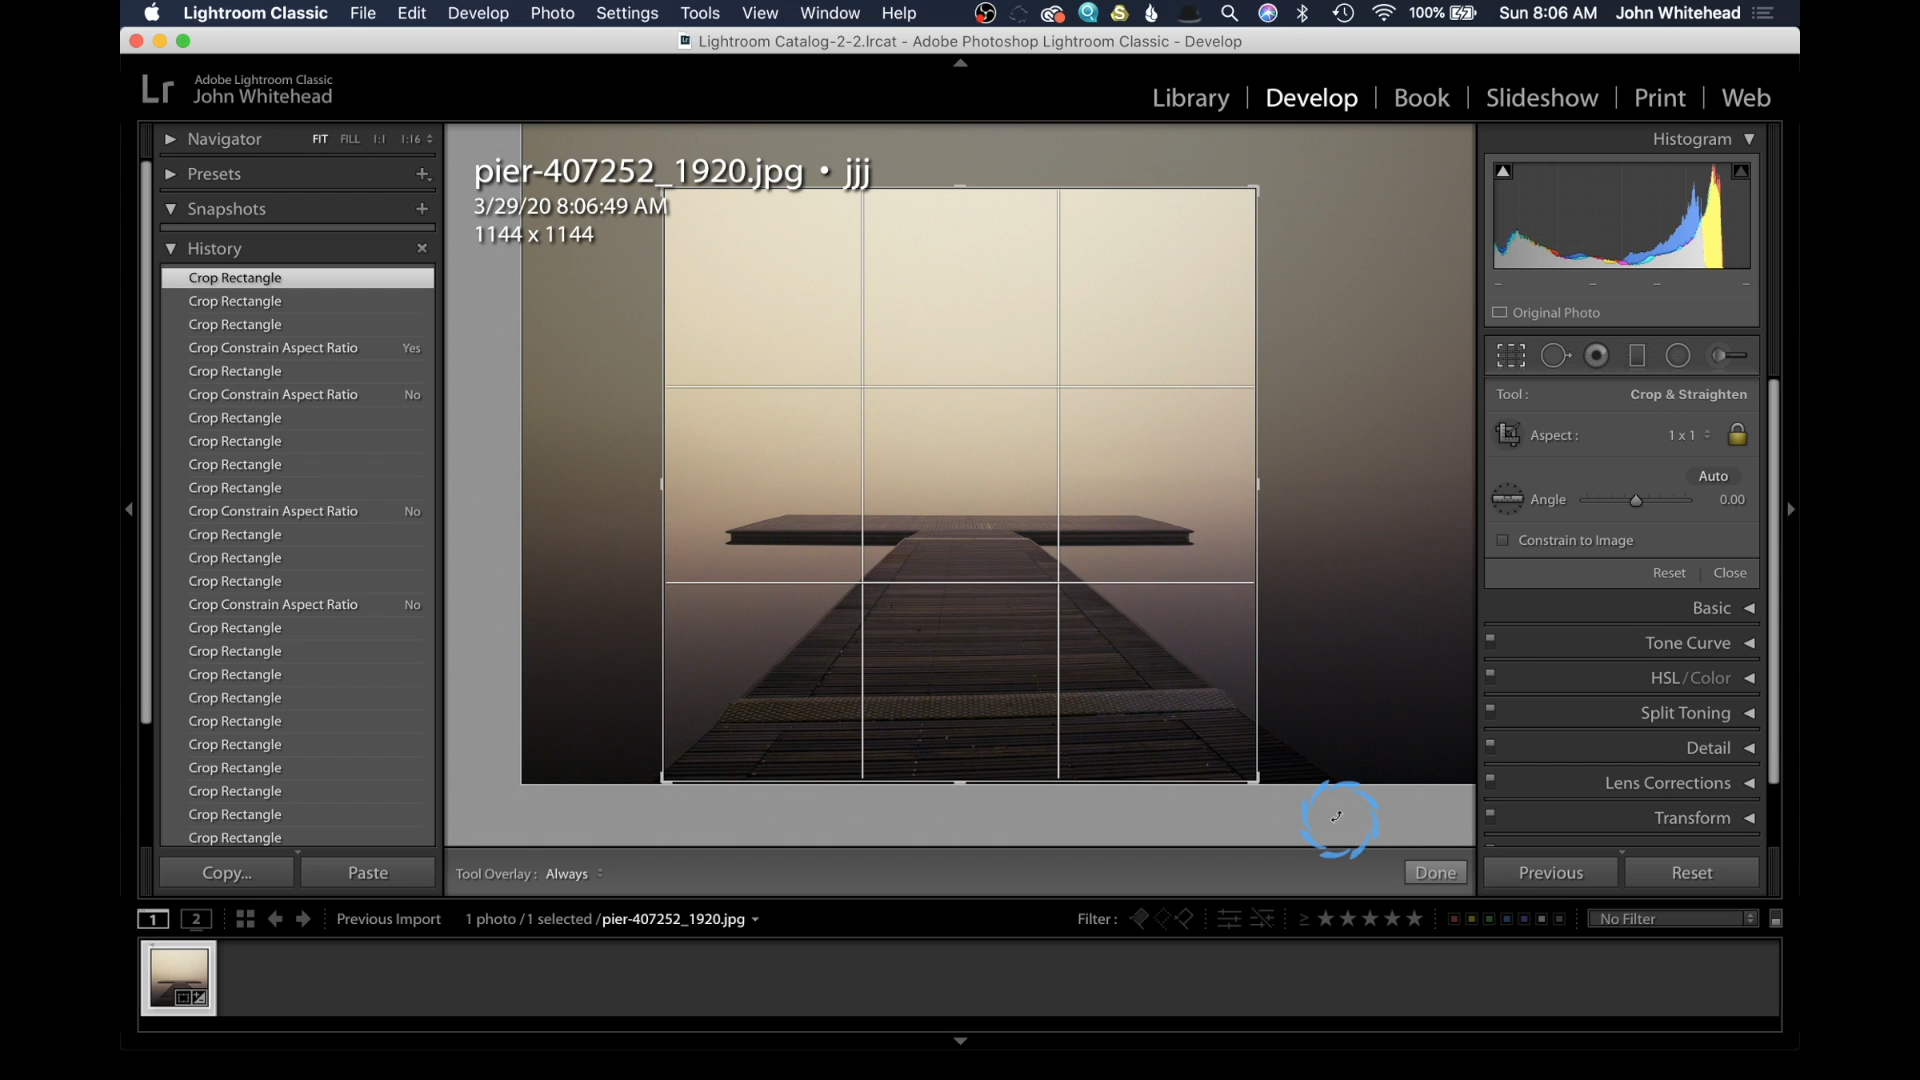 Lightroom Classic File Edit Develop Photo Settings Tools View Window Help 100% Sun 8:06 AM John Whitehead
Lightroom Catalog-2-2.lrcat - Adobe Photoshop Lightroom Classic - Develop
Lr Adobe Lightroom Classic
John Whitehead
Library | Develop | Book | Slideshow | Print | Web
Navigator FIT FILL 1:1 1:16
Presets
Snapshots
History
Crop Rectangle
Crop Rectangle
Crop Rectangle
Crop Constrain Aspect Ratio Yes
Crop Rectangle
Crop Constrain Aspect Ratio No
Crop Rectangle
Crop Rectangle
Crop Rectangle
Crop Rectangle
Crop Constrain Aspect Ratio No
Crop Rectangle
Crop Rectangle
Crop Rectangle
Crop Constrain Aspect Ratio No
Crop Rectangle
Crop Rectangle
Crop Rectangle
Crop Rectangle
Crop Rectangle
Crop Rectangle
Crop Rectangle
Crop Rectangle
Crop Rectangle
Crop Rectangle
Copy... Paste
pier-407252_1920.jpg • jjj
3/29/20 8:06:49 AM
1144 x 1144
Tool Overlay : Always
Done
Histogram
Original Photo
Tool : Crop & Straighten
Aspect : 1 x 1
Auto
Angle 0.00
Constrain to Image
Reset | Close
Basic
Tone Curve
HSL / Color
Split Toning
Detail
Lens Corrections
Transform
Previous Reset
1 2 Previous Import 1 photo / 1 selected / pier-407252_1920.jpg Filter : ≥ ★★★★★ No Filter